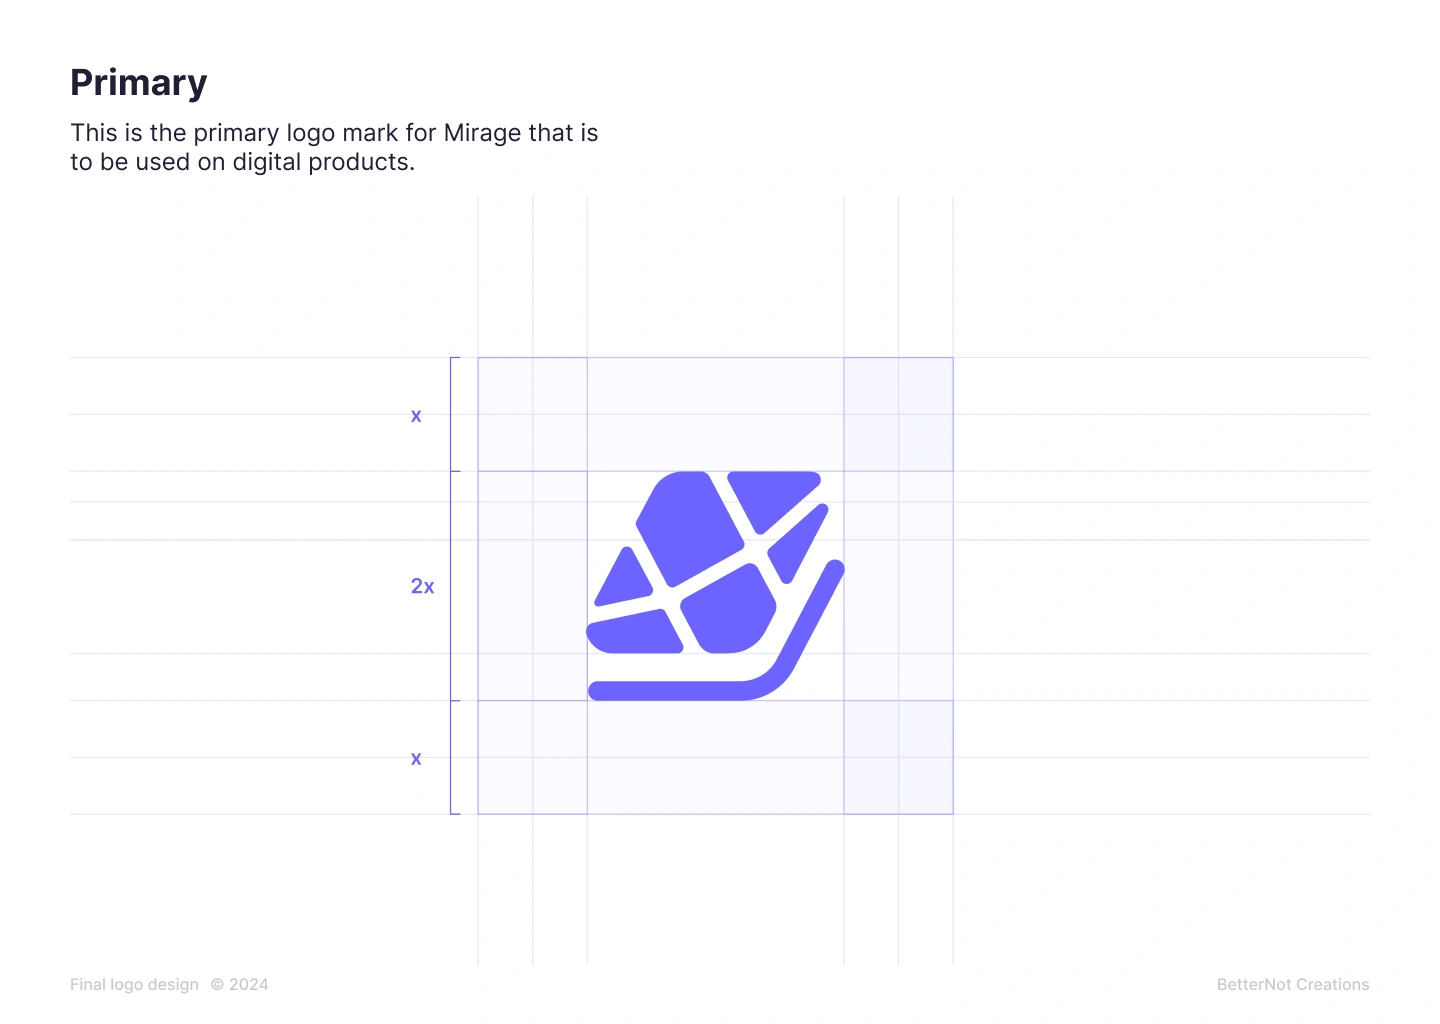 Primary
This is the primary logo mark for Mirage that is
to be used on digital products.
x
2x
x
Final logo design © 2024
BetterNot Creations